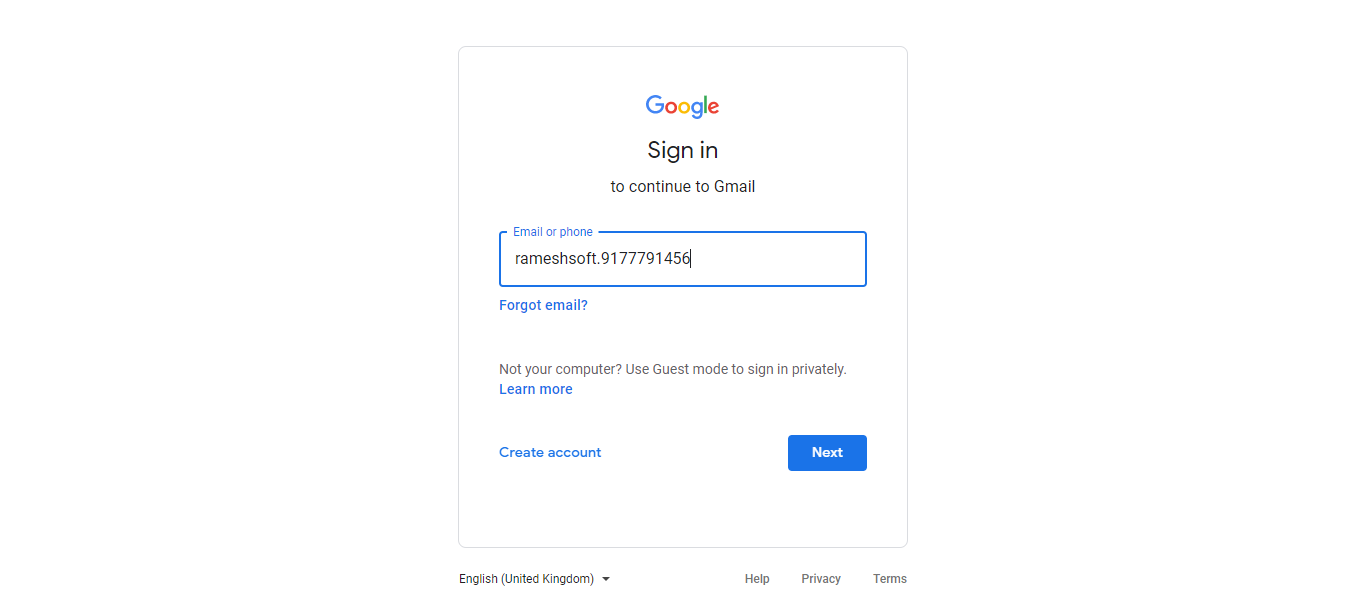 Google
Sign in
to continue to Gmail
Email or phone
rameshsoft.9177791456
Forgot email?
Not your computer? Use Guest mode to sign in privately.
Learn more
Create account
Next
English (United Kingdom)
Help
Privacy
Terms